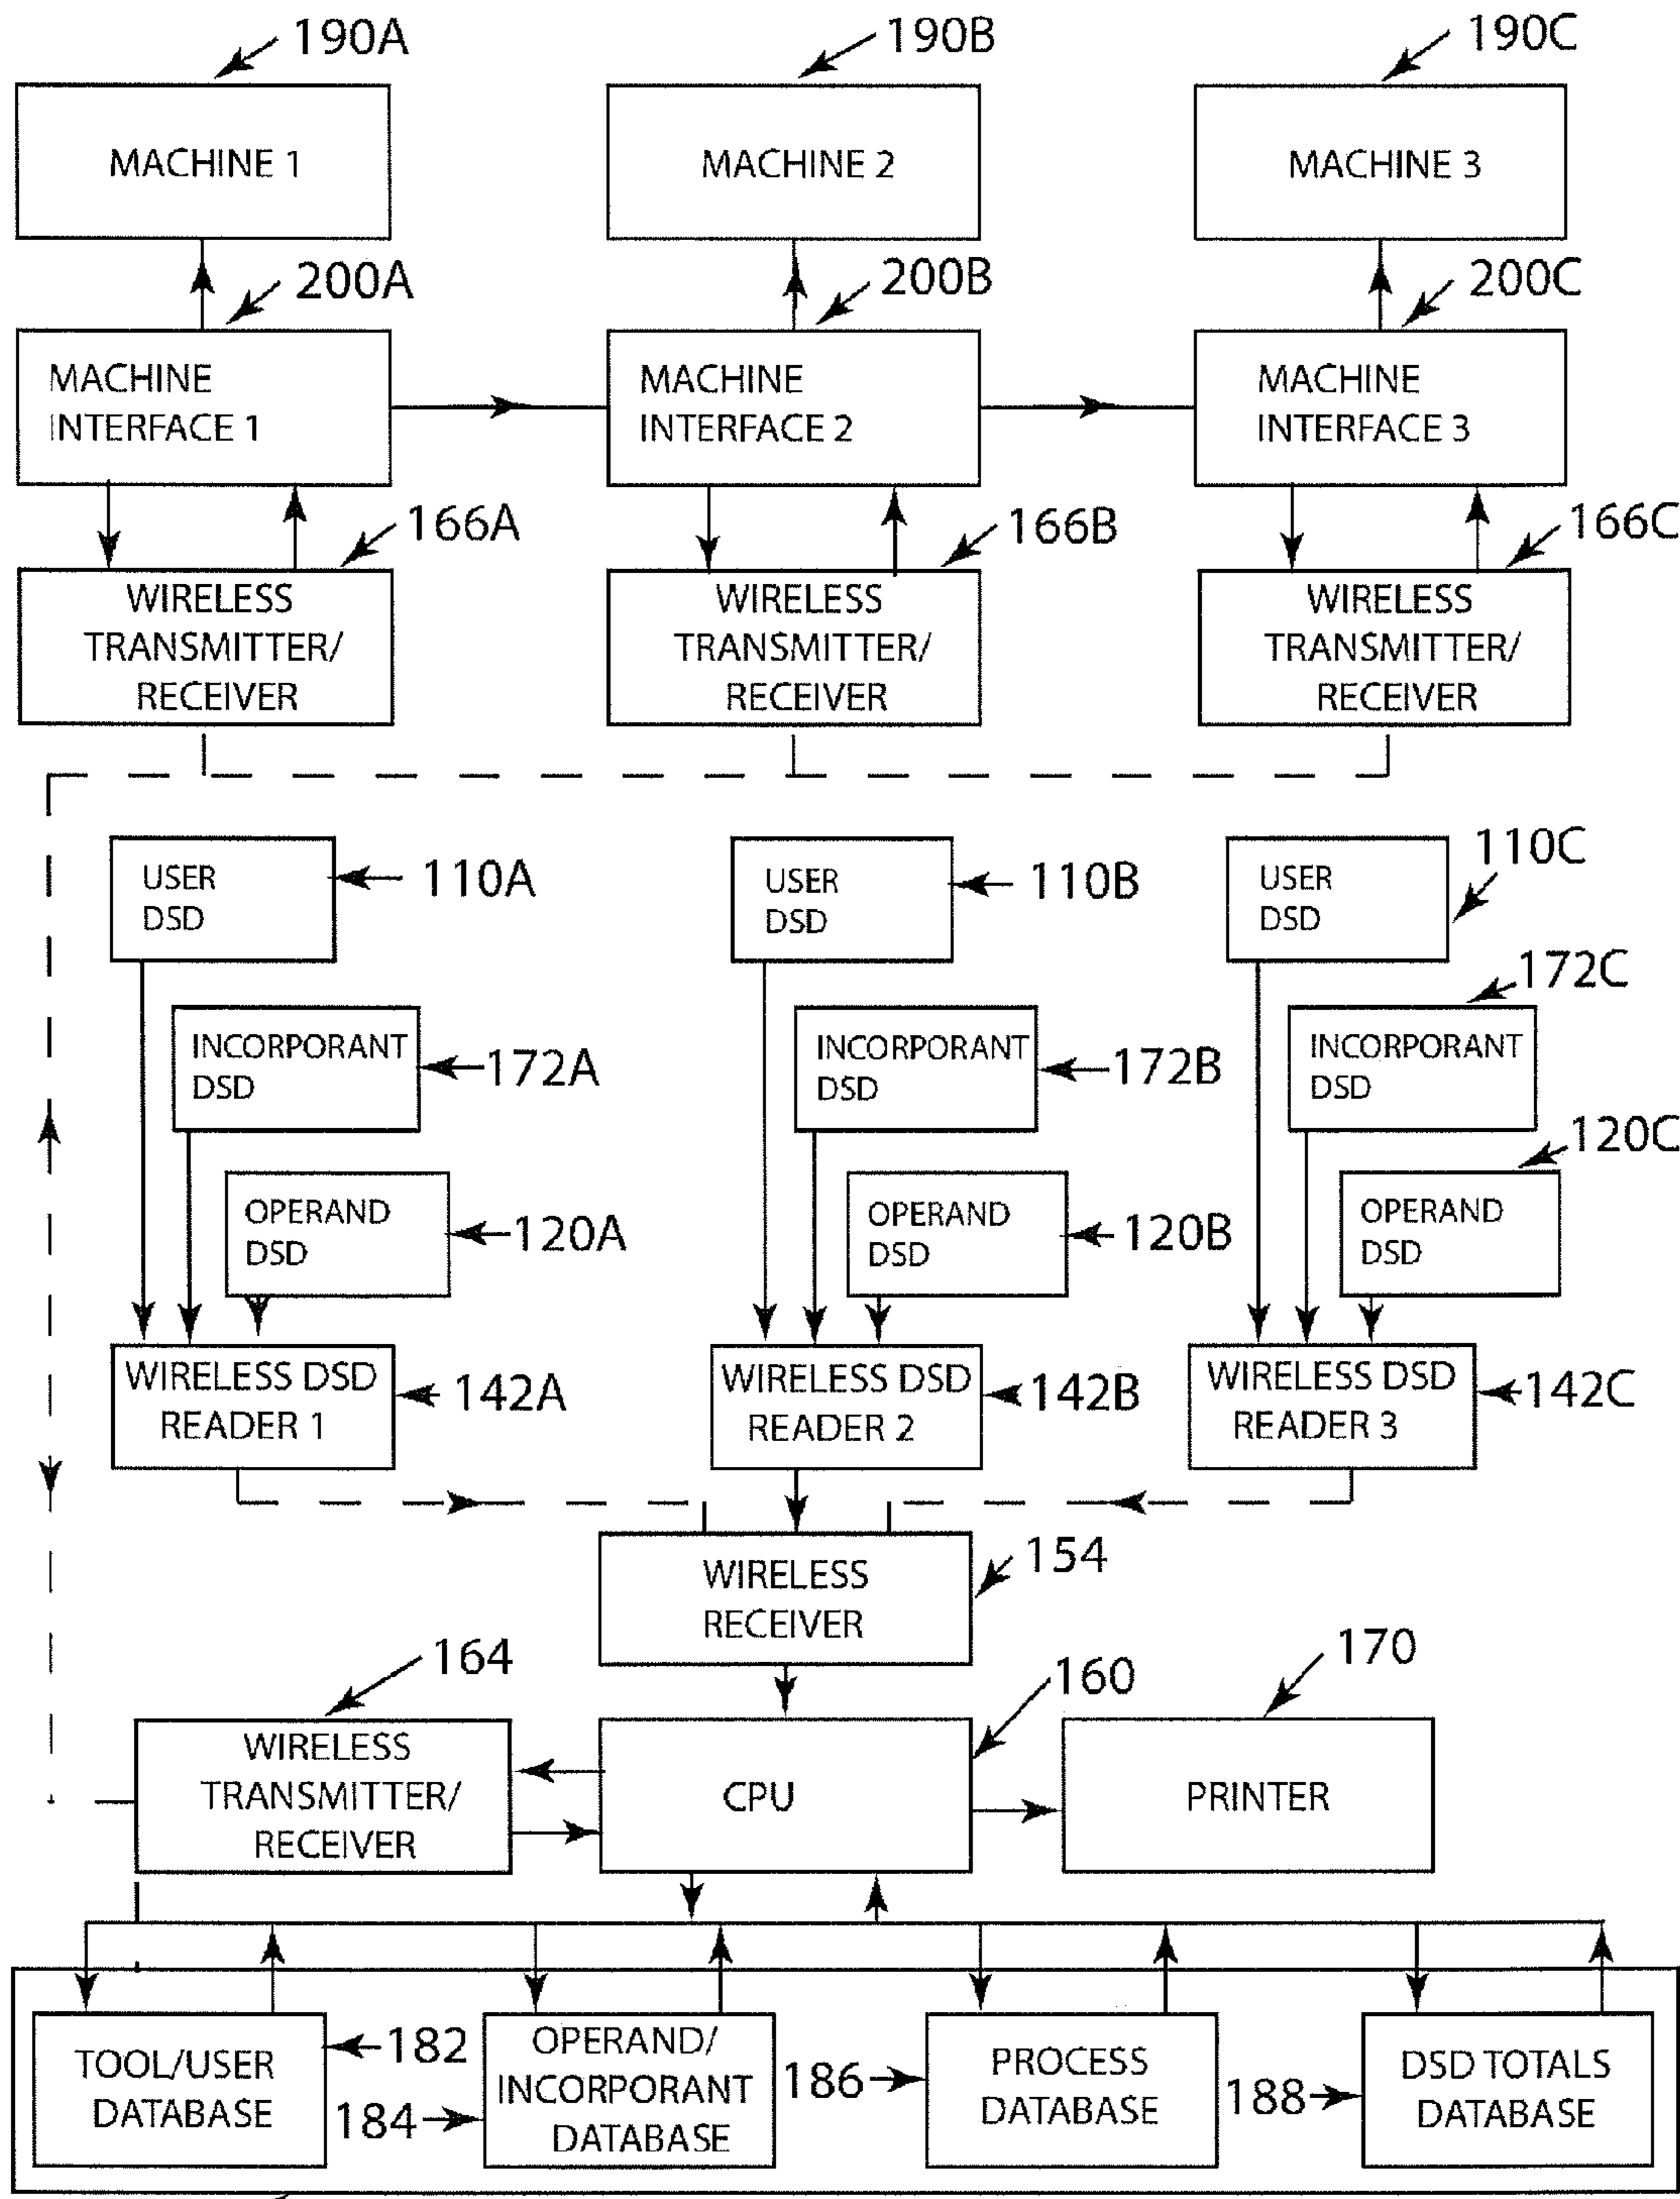 190A
190B
190C
MACHINE 1
MACHINE 2
MACHINE 3
200A
200B
200C
MACHINE
INTERFACE 1
MACHINE
INTERFACE 2
MACHINE
INTERFACE 3
166A
166B
166C
WIRELESS
TRANSMITTER/
RECEIVER
WIRELESS
TRANSMITTER/
RECEIVER
WIRELESS
TRANSMITTER/
RECEIVER
USER
DSD
110A
USER
DSD
110B
USER
DSD
110C
INCORPORANT
DSD
172A
INCORPORANT
DSD
172B
INCORPORANT
DSD
172C
OPERAND
DSD
120A
OPERAND
DSD
120B
OPERAND
DSD
120C
WIRELESS DSD
READER 1
142A
WIRELESS DSD
READER 2
142B
WIRELESS DSD
READER 3
142C
WIRELESS
RECEIVER
154
164
160
170
WIRELESS
TRANSMITTER/
RECEIVER
CPU
PRINTER
TOOL/USER
DATABASE
182
184
OPERAND/
INCORPORANT
DATABASE
186
PROCESS
DATABASE
188
DSD TOTALS
DATABASE